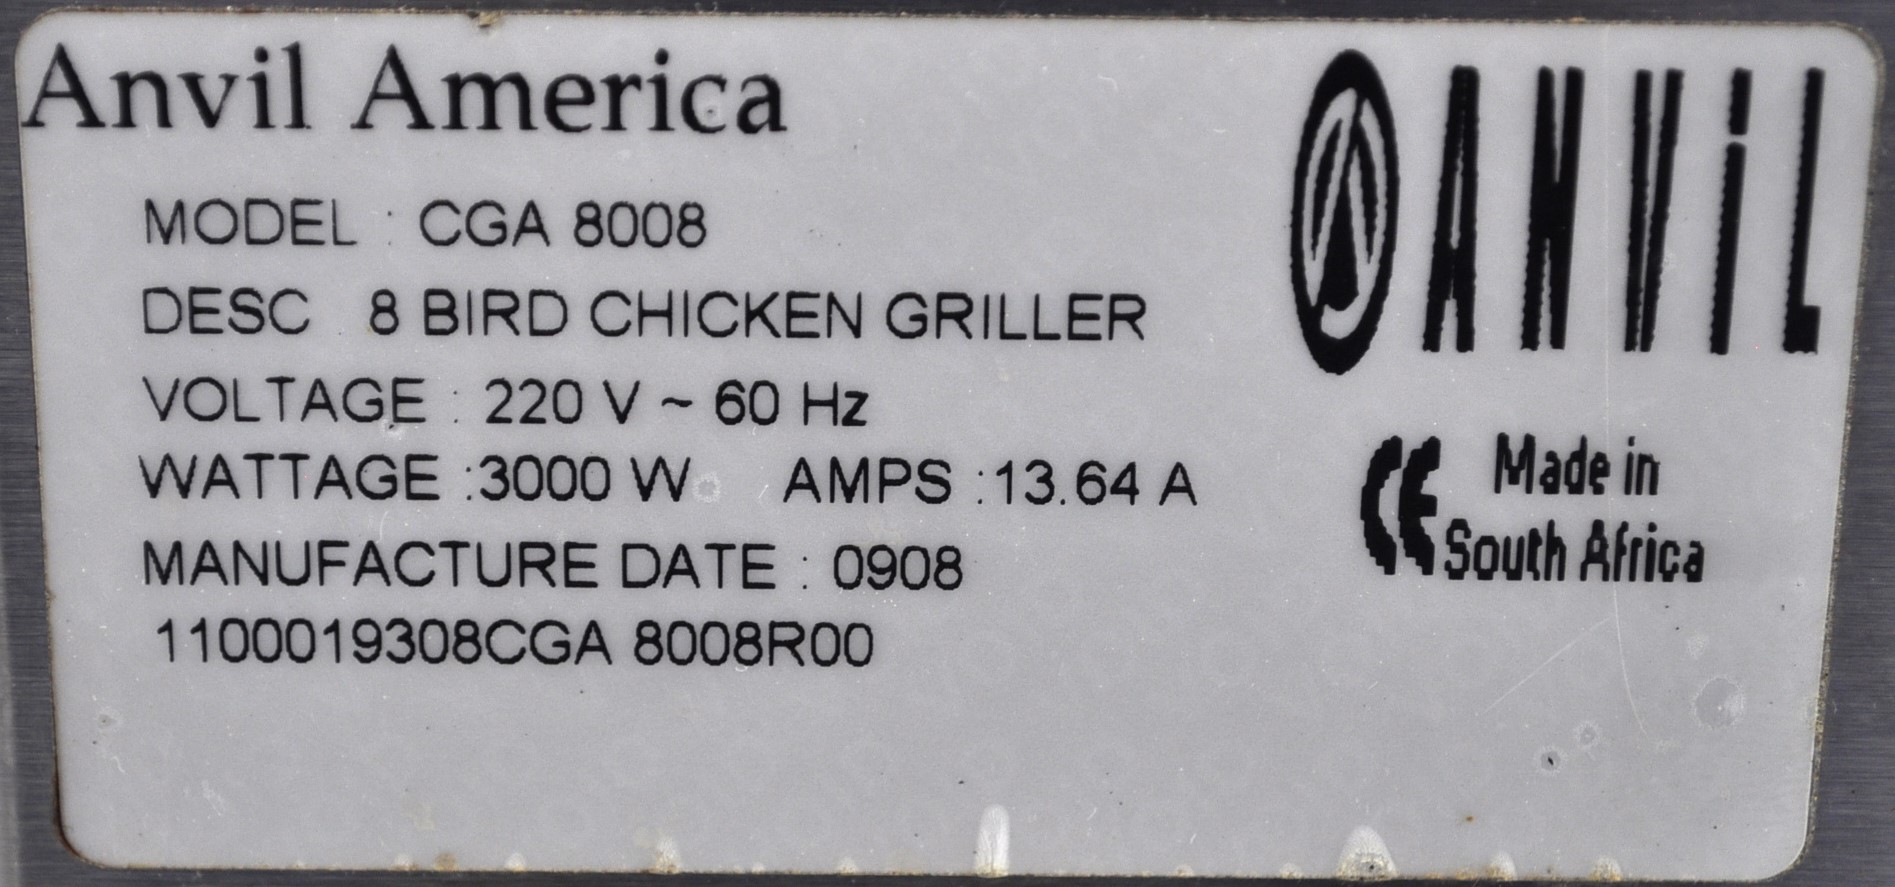 Anvil America
ANViL
MODEL : CGA 8008
DESC 8 BIRD CHICKEN GRILLER
VOLTAGE : 220 V ~ 60 Hz
WATTAGE :3000 W AMPS :13.64 A
MANUFACTURE DATE : 0908
1100019308CGA 8008R00
CE
Made in
South Africa